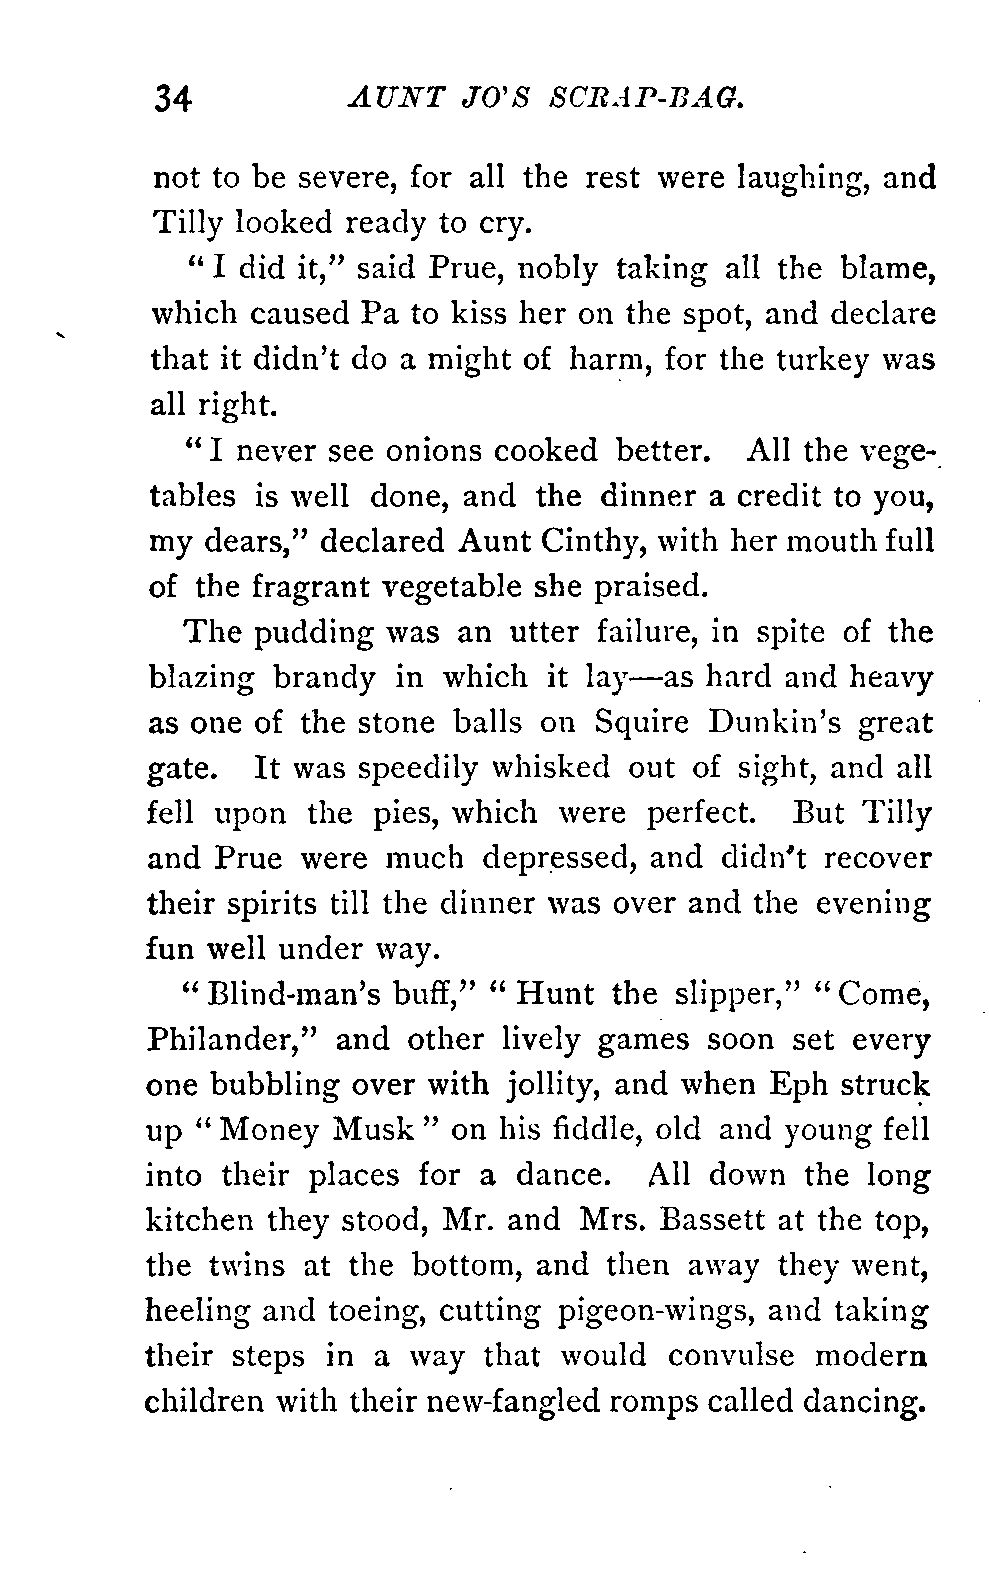 34 AUNT JO'S SCRAP-BAG.
not to be severe, for all the rest were laughing, and
Tilly looked ready to cry.
“I did it,” said Prue, nobly taking all the blame,
which caused Pa to kiss her on the spot, and declare
that it didn’t do a might of harm, for the turkey was
all right.
“I never see onions cooked better. All the vege-
tables is well done, and the dinner a credit to you,
my dears,” declared Aunt Cinthy, with her mouth full
of the fragrant vegetable she praised.
The pudding was an utter failure, in spite of the
blazing brandy in which it lay—as hard and heavy
as one of the stone balls on Squire Dunkin’s great
gate. It was speedily whisked out of sight, and all
fell upon the pies, which were perfect. But Tilly
and Prue were much depressed, and didn’t recover
their spirits till the dinner was over and the evening
fun well under way.
“Blind-man’s buff,” “Hunt the slipper,” “Come,
Philander,” and other lively games soon set every
one bubbling over with jollity, and when Eph struck
up “Money Musk” on his fiddle, old and young fell
into their places for a dance. All down the long
kitchen they stood, Mr. and Mrs. Bassett at the top,
the twins at the bottom, and then away they went,
heeling and toeing, cutting pigeon-wings, and taking
their steps in a way that would convulse modern
children with their new-fangled romps called dancing.